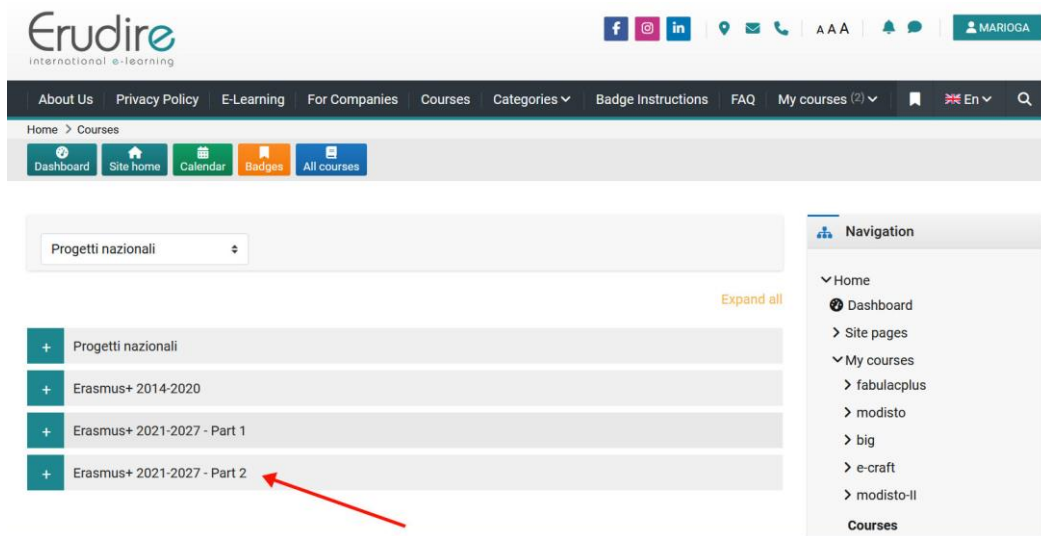 Erudire
international e-learning
A A A
MARIOGA
About Us Privacy Policy E-Learning For Companies Courses Categories Badge Instructions FAQ My courses (2) En
Home > Courses
Dashboard Site home Calendar Badges All courses
Progetti nazionali
Expand all
+ Progetti nazionali
+ Erasmus+ 2014-2020
+ Erasmus+ 2021-2027 - Part 1
+ Erasmus+ 2021-2027 - Part 2
Navigation
Home
Dashboard
Site pages
My courses
fabulacplus
modisto
big
e-craft
modisto-II
Courses